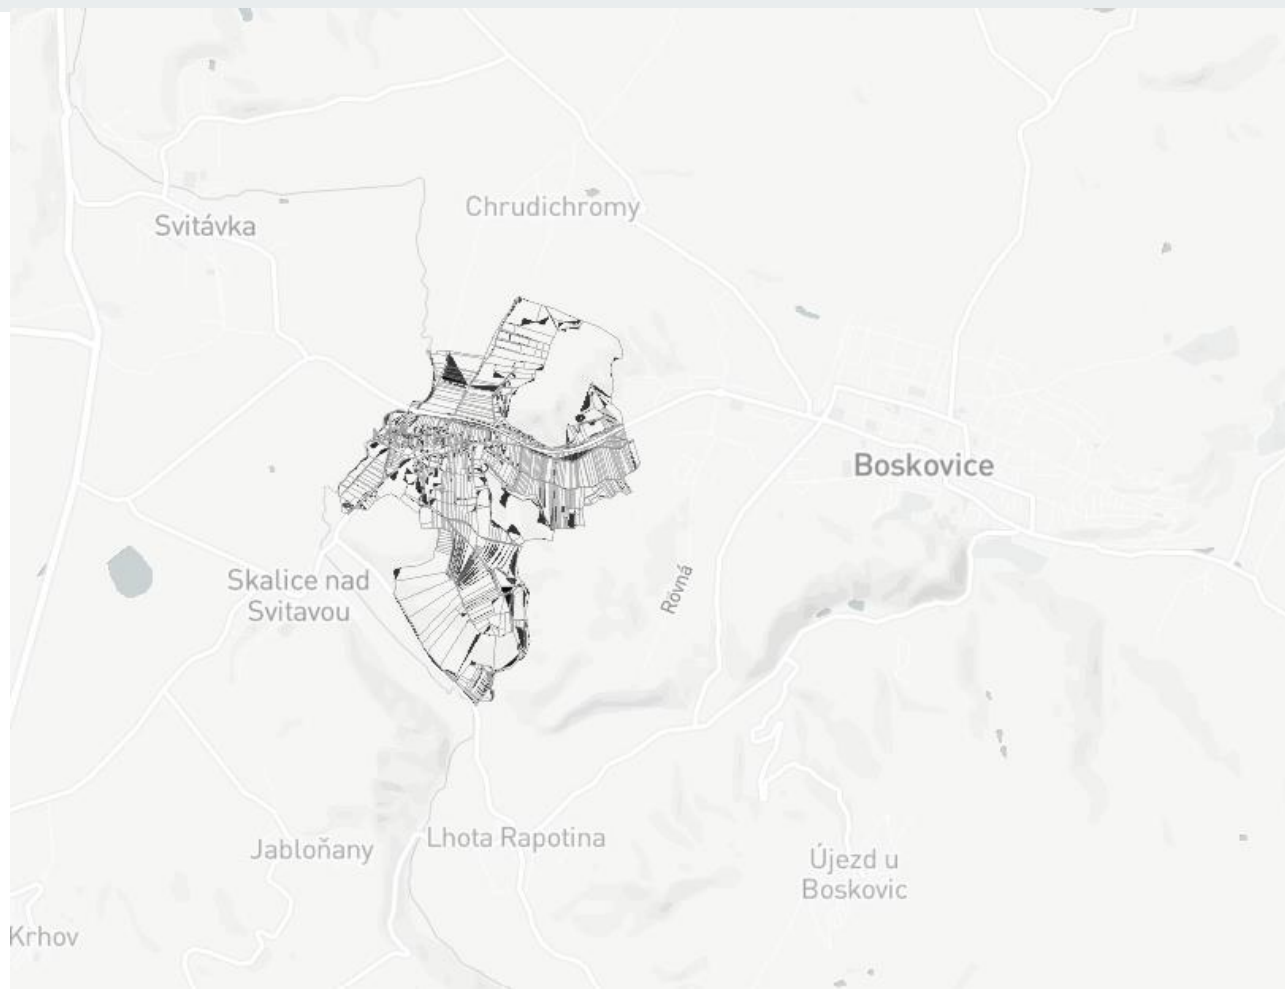 Chrudichromy
Svitávka
Boskovice
Skalice nad
Svitavou
Rovná
Jabloňany
Lhota Rapotina
Újezd u
Boskovic
Krhov